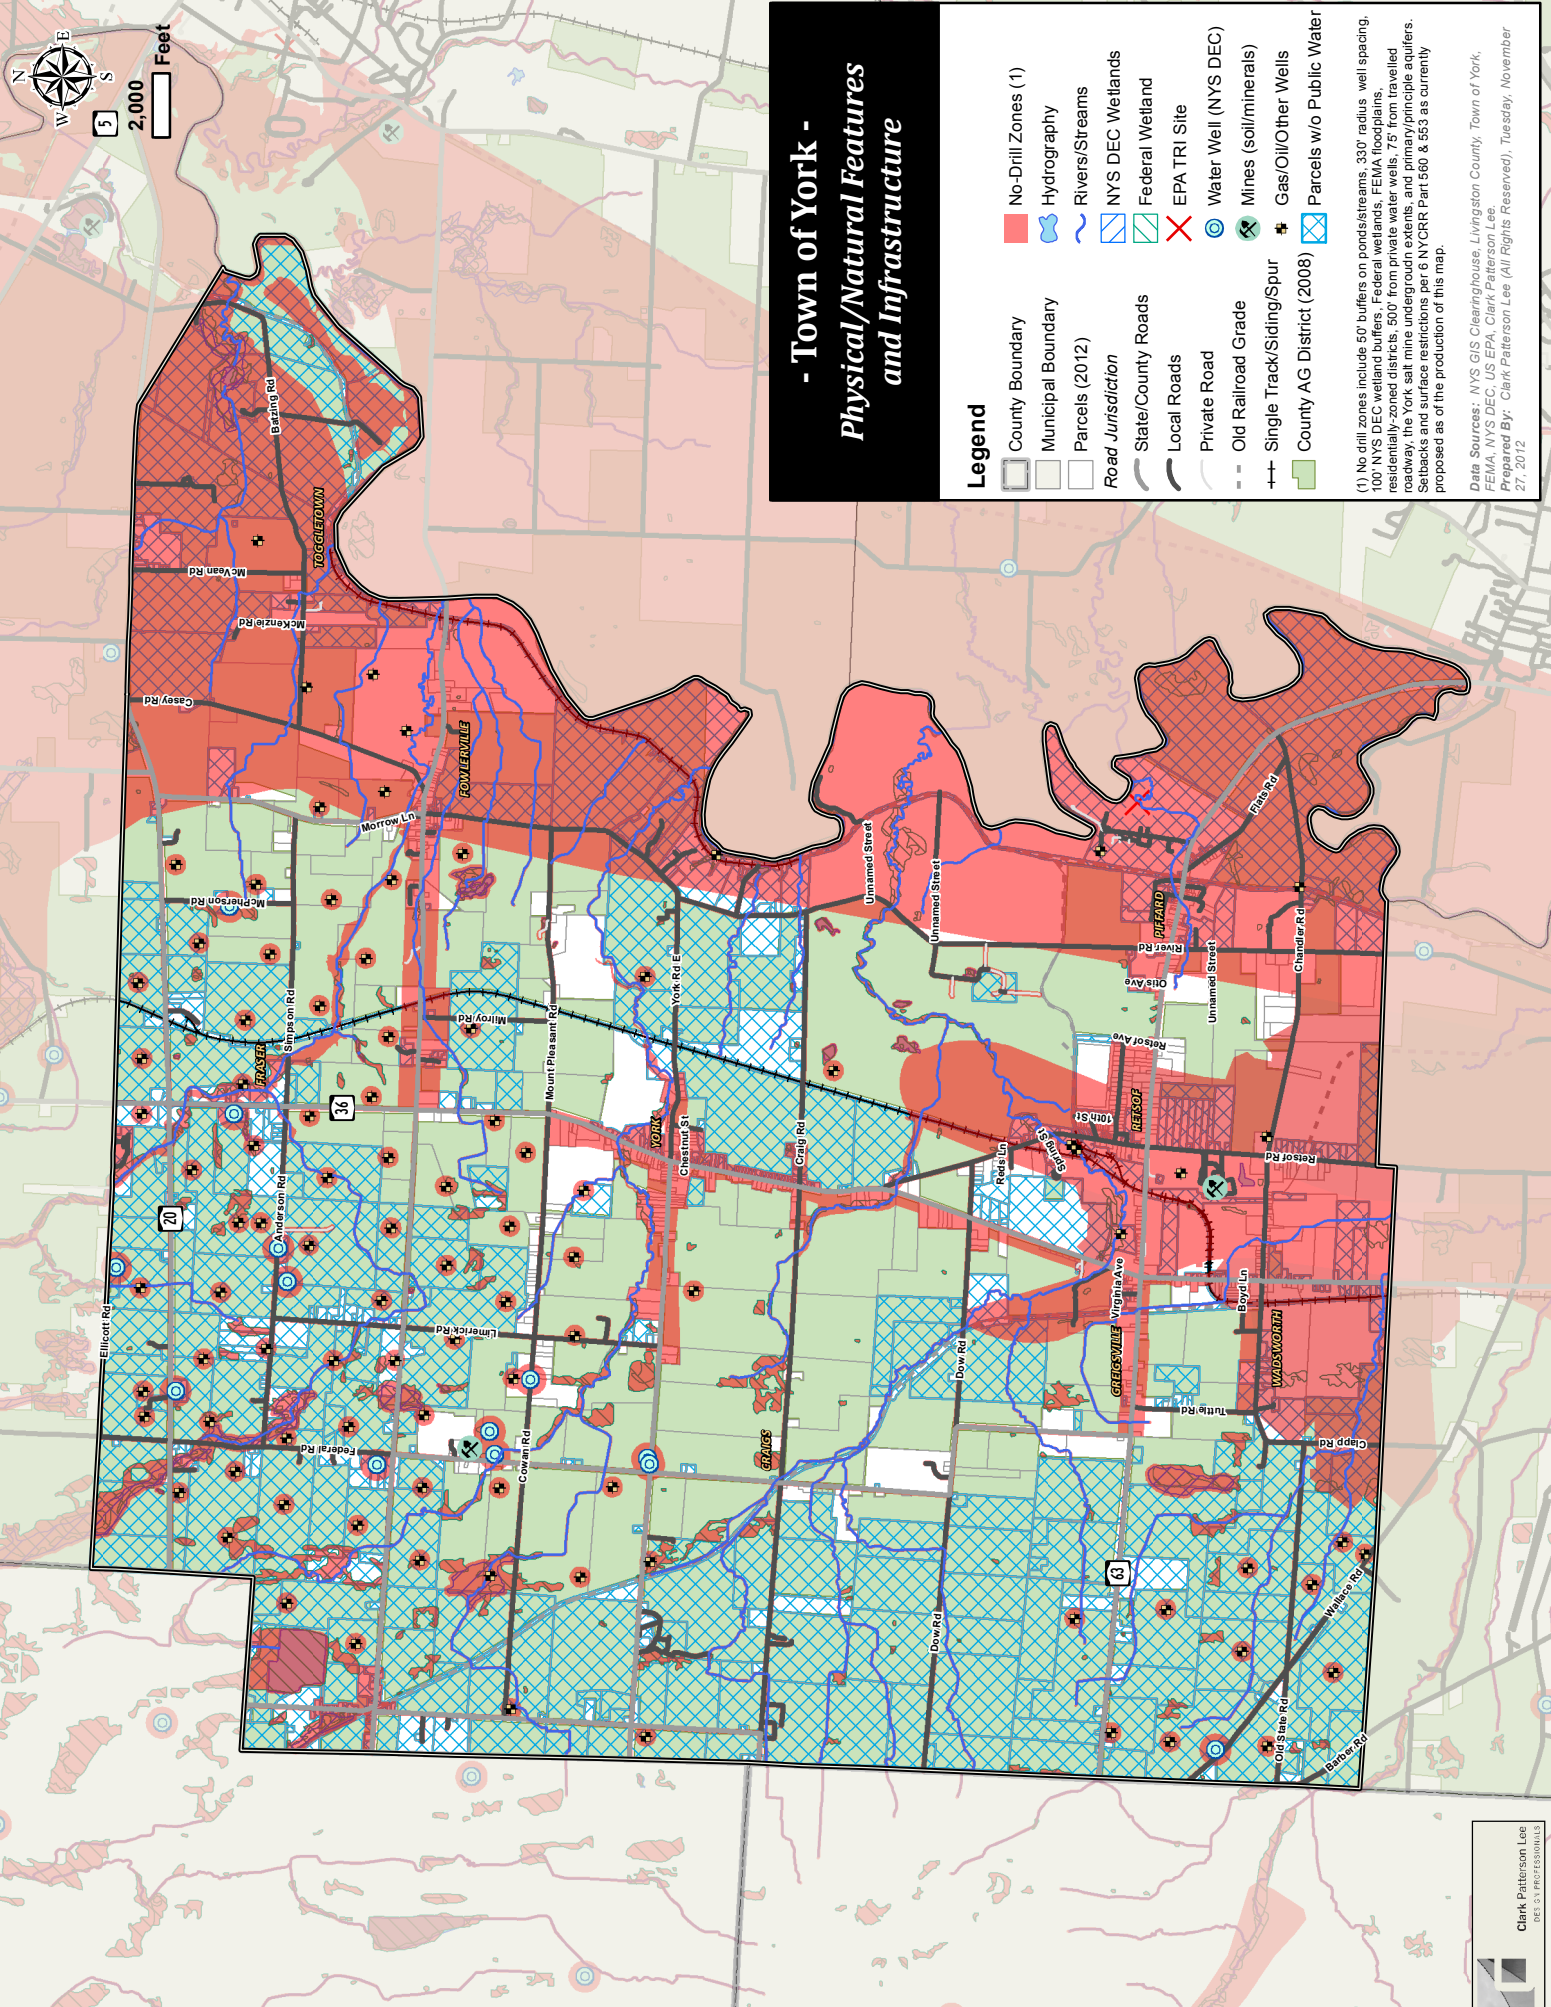 N
W
E
S
5
2,000
Feet
- Town of York -
Physical/Natural Features
and Infrastructure
Legend
County Boundary
Municipal Boundary
Parcels (2012)
Road Jurisdiction
State/County Roads
Local Roads
Private Road
Old Railroad Grade
Single Track/Siding/Spur
County AG District (2008)
No-Drill Zones (1)
Hydrography
Rivers/Streams
NYS DEC Wetlands
Federal Wetland
EPA TRI Site
Water Well (NYS DEC)
Mines (soil/minerals)
Gas/Oil/Other Wells
Parcels w/o Public Water
(1) No drill zones include 50' buffers on ponds/streams, 330' radius well spacing,
100' NYS DEC wetland buffers, Federal wetlands, FEMA floodplains,
residentially-zoned districts, 500' from private water wells, 75' from travelled
roadway, the York salt mine undergroudn extents, and primary/principle aquifers.
Setbacks and surface restrictions per 6 NYCRR Part 560 & 553 as currently
proposed as of the production of this map.
Data Sources: NYS GIS Clearinghouse, Livingston County, Town of York,
FEMA, NYS DEC, US EPA, Clark Patterson Lee.
Prepared By: Clark Patterson Lee (All Rights Reserved), Tuesday, November
27, 2012
Clark Patterson Lee
DESIGN PROFESSIONALS
Ellicott Rd
20
Federal Rd
Anderson Rd
Limerick Rd
36
FRASER
Simpson Rd
McPherson Rd
Morrow Ln
Casey Rd
McKenzie Rd
McVean Rd
TOGGLETOWN
Batzing Rd
FOWLERVILLE
Milroy Rd
Mount Pleasant Rd
Cowan Rd
YORK
Chestnut St
York Rd E
CRAIGS
Craig Rd
Unnamed Street
Unnamed Street
Dow Rd
Dow Rd
Reds Ln
Spring St
10th St
Retsof Ave
RETSOF
Otis Ave
River Rd
PIFFARD
Unnamed Street
Flats Rd
Chandler Rd
Retsof Rd
GREIGSVILLE
Virginia Ave
Boyd Ln
WADSWORTH
Tuttle Rd
Clapp Rd
63
Wallace Rd
Old State Rd
Barber Rd